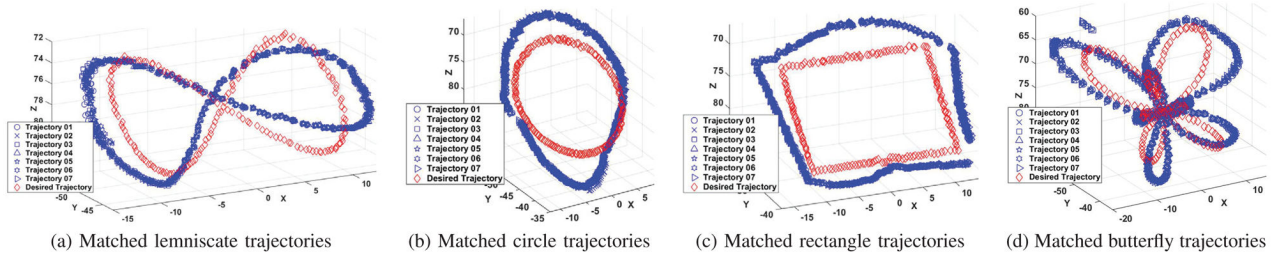 72
74
76
78
80
Z
Trajectory 01
Trajectory 02
Trajectory 03
Trajectory 04
Trajectory 05
Trajectory 06
Trajectory 07
Desired Trajectory
-50
-45
Y
-15
-10
-5
0
5
10
X
(a) Matched lemniscate trajectories
70
75
80
Z
Trajectory 01
Trajectory 02
Trajectory 03
Trajectory 04
Trajectory 05
Trajectory 06
Trajectory 07
Desired Trajectory
-50
-45
-40
-35
Y
-10
-5
0
5
X
(b) Matched circle trajectories
70
75
80
Z
Trajectory 01
Trajectory 02
Trajectory 03
Trajectory 04
Trajectory 05
Trajectory 06
Trajectory 07
Desired Trajectory
-50
-40
Y
-15
-10
-5
0
5
10
X
(c) Matched rectangle trajectories
60
65
70
75
80
Z
Trajectory 01
Trajectory 02
Trajectory 03
Trajectory 04
Trajectory 05
Trajectory 06
Trajectory 07
Desired Trajectory
-50
-40
Y
-20
-10
0
10
X
(d) Matched butterfly trajectories